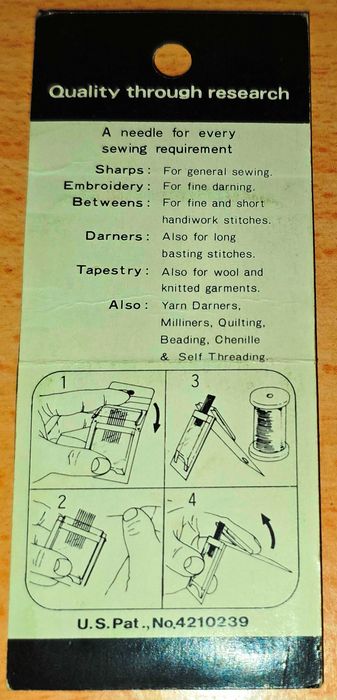 Quality through research
A needle for every
sewing requirement
Sharps: For general sewing.
Embroidery: For fine darning.
Betweens: For fine and short
handiwork stitches.
Darners: Also for long
basting stitches.
Tapestry: Also for wool and
knitted garments.
Also: Yarn Darners,
Milliners, Quilting,
Beading, Chenille
& Self Threading.
1
3
2
4
U.S. Pat., No,4210239